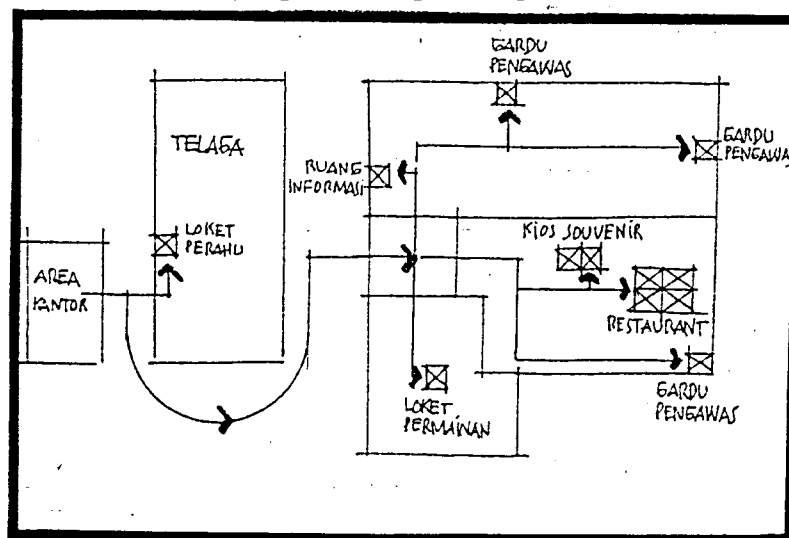 GARDU
PENGAWAS
TELAGA
GARDU
PENGAWAS
RUANG
INFORMASI
LOKET
PERAHU
KIOS SOUVENIR
AREA
KANTOR
RESTAURANT
LOKET
PERMAINAN
GARDU
PENGAWAS